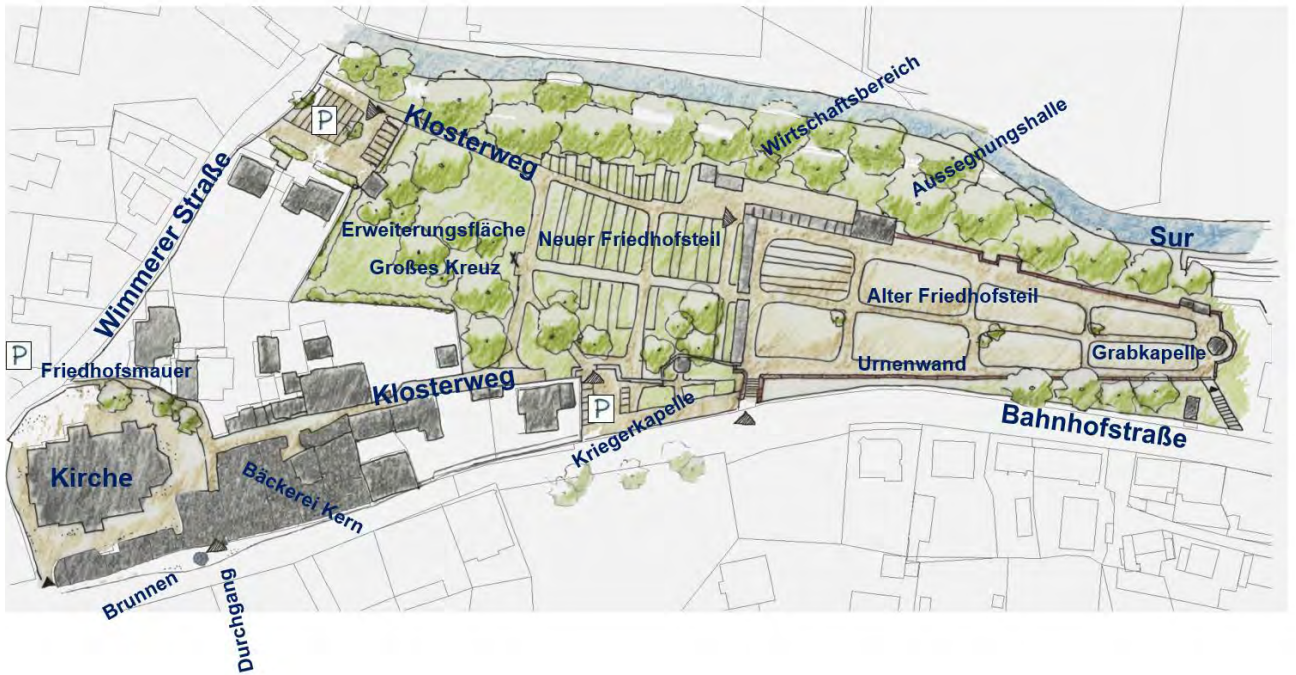 Wirtschaftsbereich
Aussegnungshalle
P
Klosterweg
Wimmerer Straße
Erweiterungsfläche
Neuer Friedhofsteil
Sur
Großes Kreuz
Alter Friedhofsteil
P
Friedhofsmauer
Klosterweg
Urnenwand
Grabkapelle
P
Kriegerkapelle
Bahnhofstraße
Kirche
Bäckerei Kern
Brunnen
Durchgang